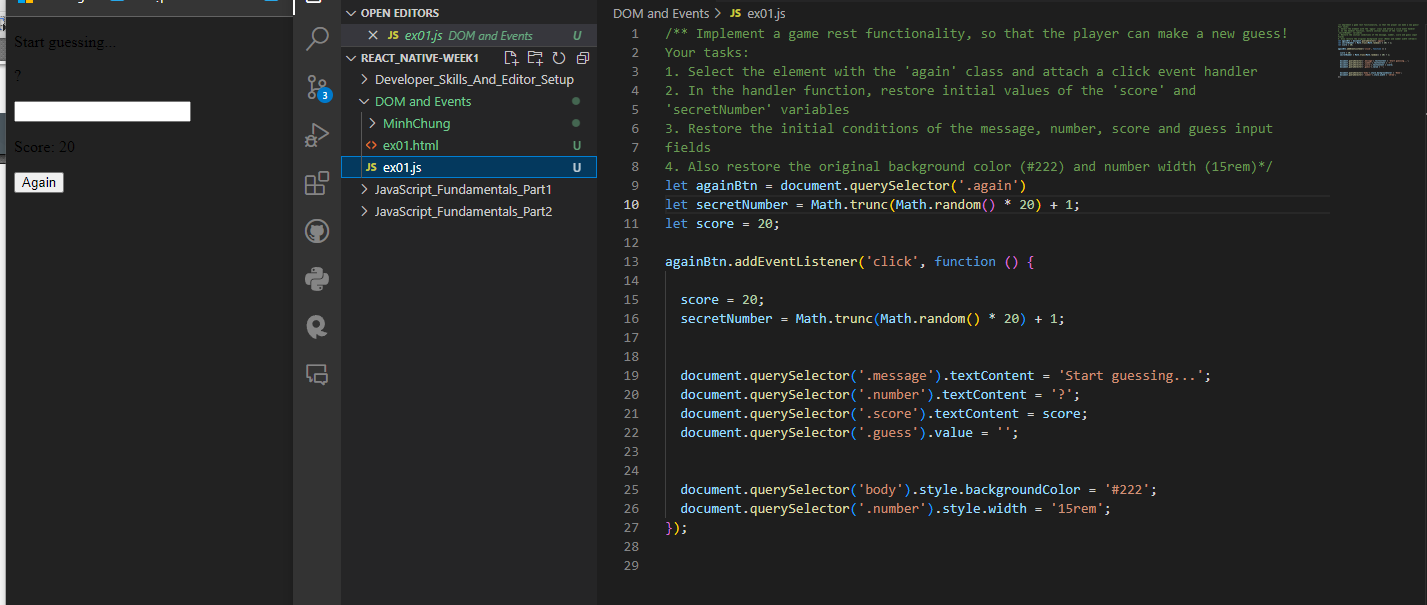 Start guessing...
?
Score: 20
Again
3
OPEN EDITORS
JS ex01.js DOM and Events U
REACT_NATIVE-WEEK1
Developer_Skills_And_Editor_Setup
DOM and Events
MinhChung
<> ex01.html U
JS ex01.js U
JavaScript_Fundamentals_Part1
JavaScript_Fundamentals_Part2
DOM and Events > JS ex01.js
1 /** Implement a game rest functionality, so that the player can make a new guess!
2 Your tasks:
3 1. Select the element with the 'again' class and attach a click event handler
4 2. In the handler function, restore initial values of the 'score' and
5 'secretNumber' variables
6 3. Restore the initial conditions of the message, number, score and guess input
7 fields
8 4. Also restore the original background color (#222) and number width (15rem)*/
9 let againBtn = document.querySelector('.again')
10 let secretNumber = Math.trunc(Math.random() * 20) + 1;
11 let score = 20;
12
13 againBtn.addEventListener('click', function () {
14
15 score = 20;
16 secretNumber = Math.trunc(Math.random() * 20) + 1;
17
18
19 document.querySelector('.message').textContent = 'Start guessing...';
20 document.querySelector('.number').textContent = '?';
21 document.querySelector('.score').textContent = score;
22 document.querySelector('.guess').value = '';
23
24
25 document.querySelector('body').style.backgroundColor = '#222';
26 document.querySelector('.number').style.width = '15rem';
27 });
28
29